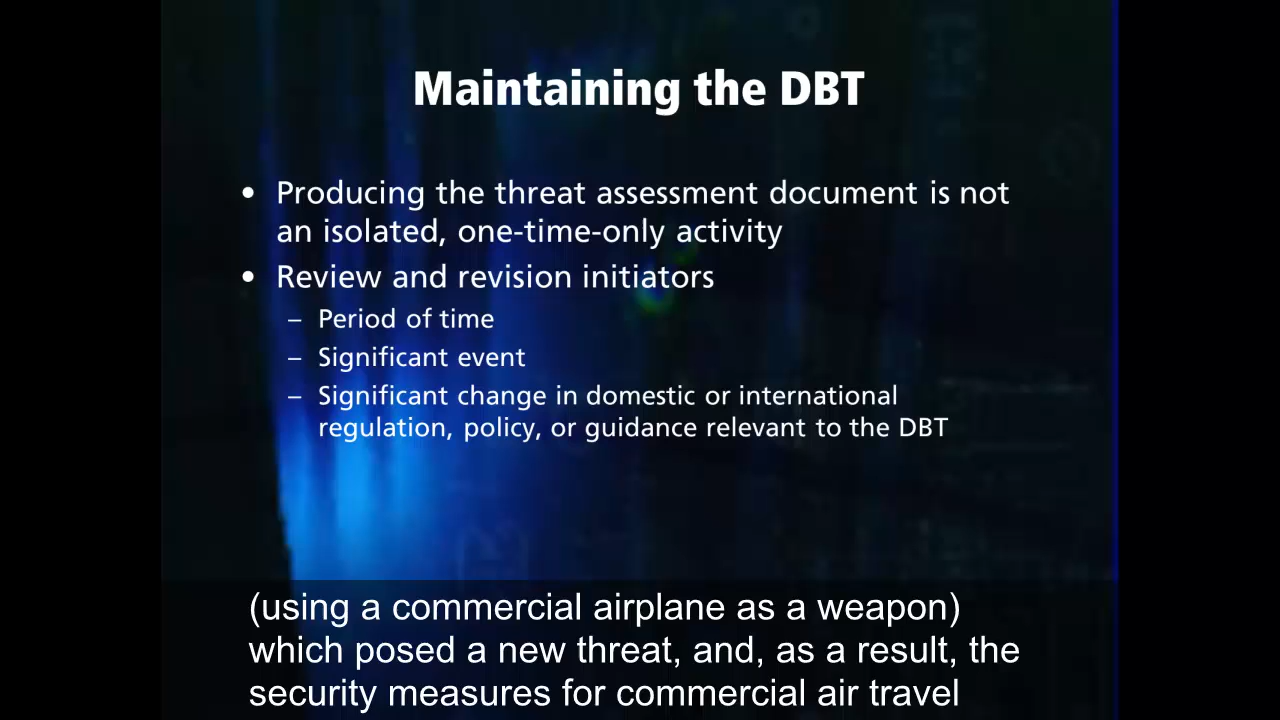 Maintaining the DBT
• Producing the threat assessment document is not
an isolated, one-time-only activity
• Review and revision initiators
– Period of time
– Significant event
– Significant change in domestic or international
regulation, policy, or guidance relevant to the DBT
(using a commercial airplane as a weapon)
which posed a new threat, and, as a result, the
security measures for commercial air travel